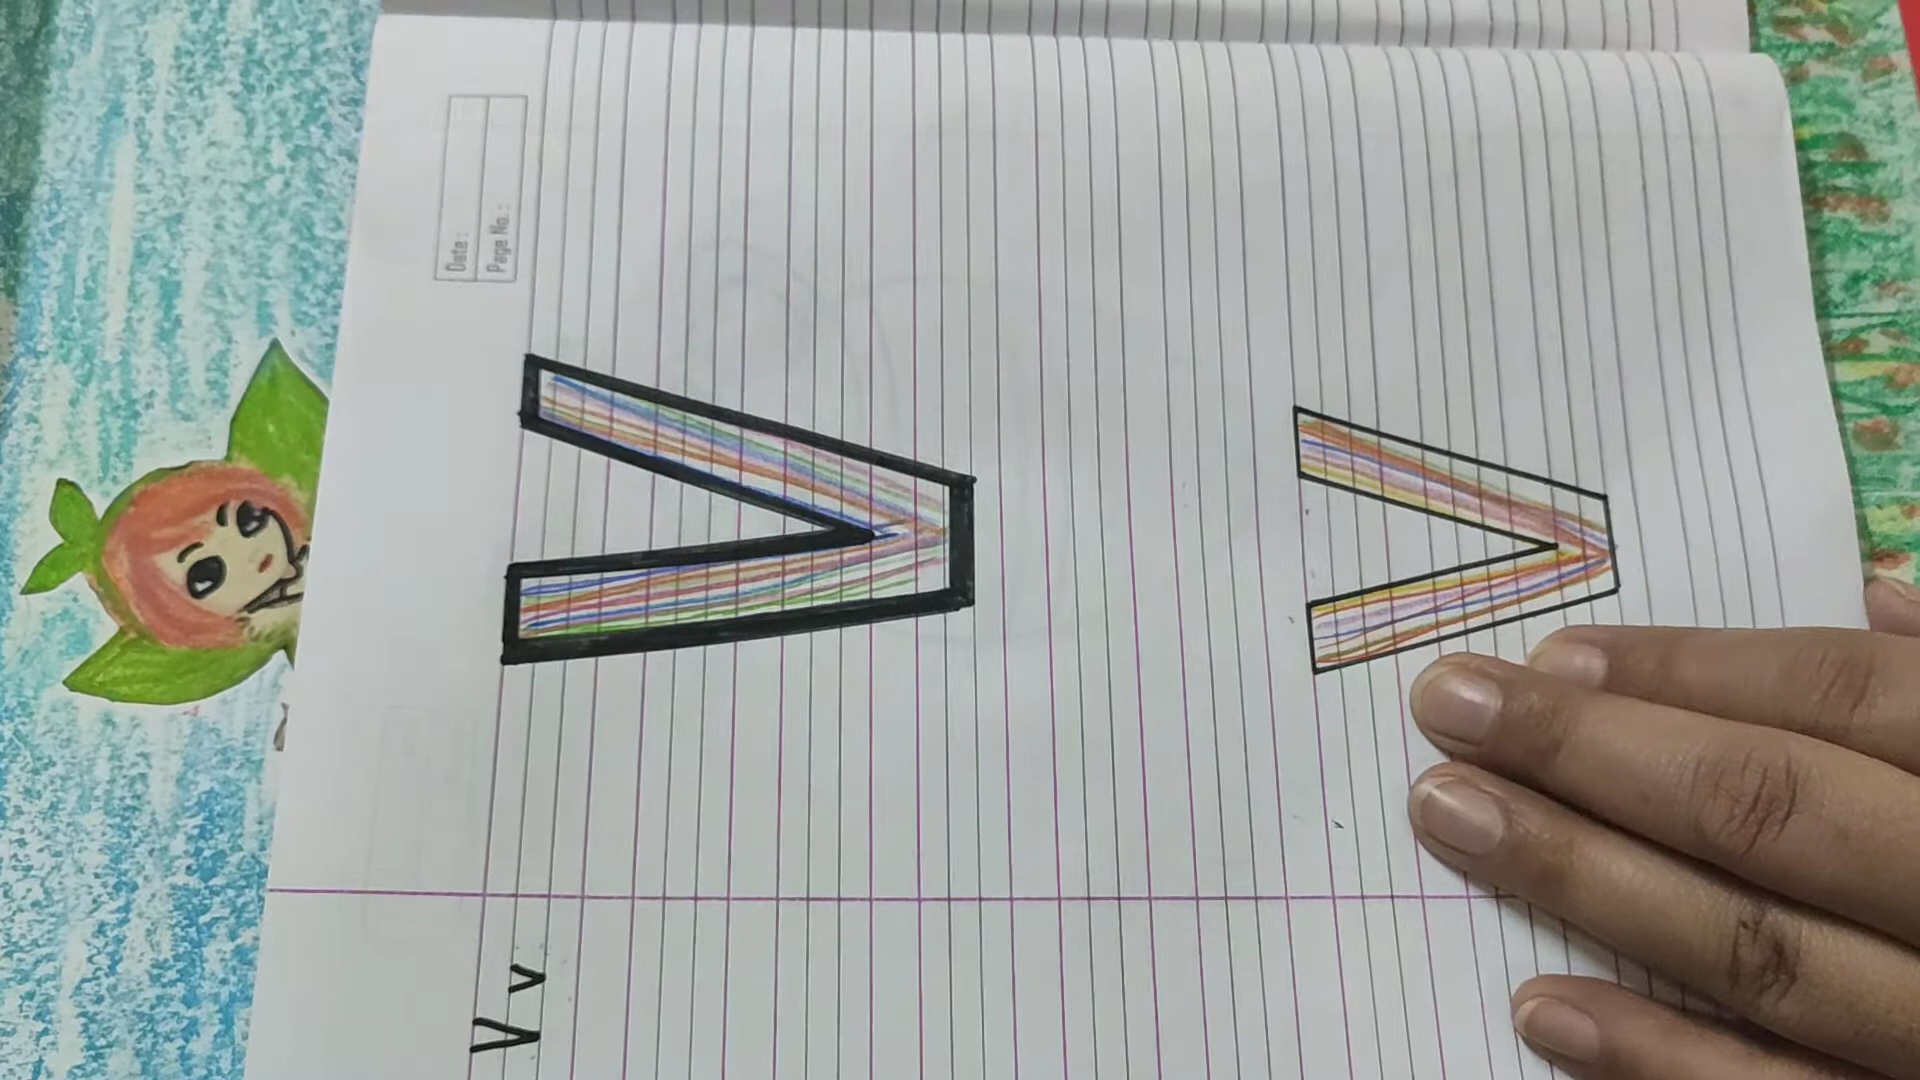 Date :
Page No. :
V v
V
v